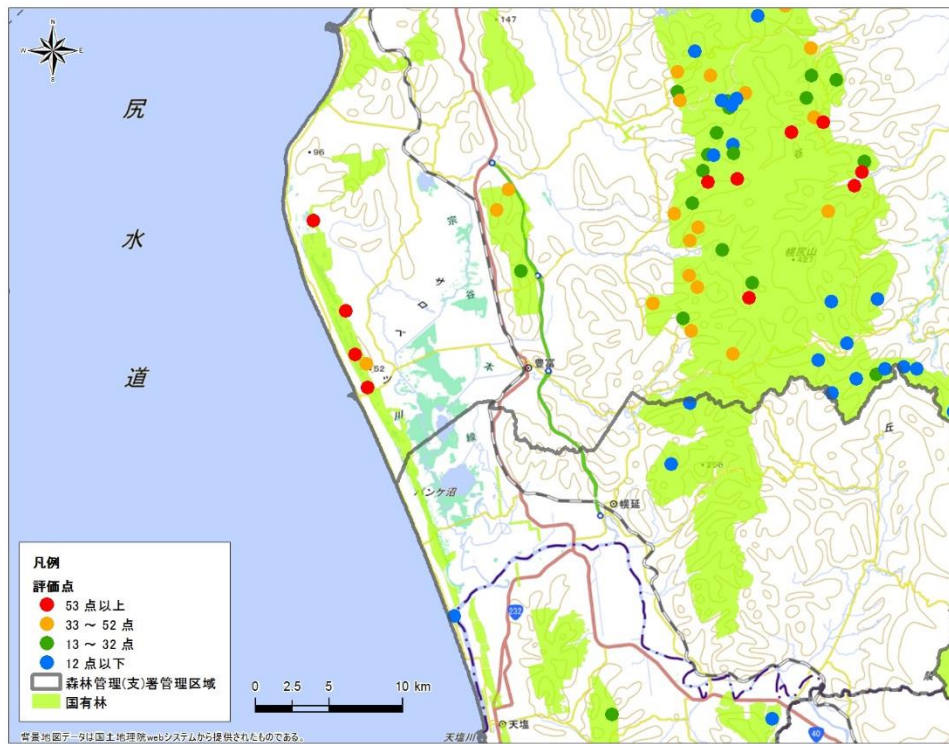 N
W E
S
147
尻
水
道
96
宗
谷
本
線
サロベツ川
52
豊富
パンケ沼
幌尻山
427
谷
丘
256
幌延
232
40
天塩
天塩川
凡例
評価点
53 点以上
33 ～ 52 点
13 ～ 32 点
12 点以下
森林管理(支)署管理区域
国有林
0 2.5 5 10 km
背景地図データは国土地理院webシステムから提供されたものである。